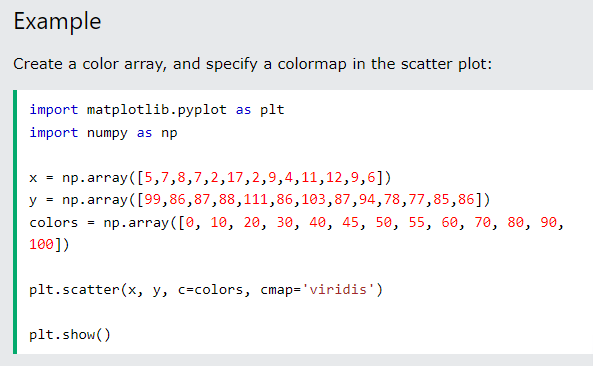 Example
Create a color array, and specify a colormap in the scatter plot:
import matplotlib.pyplot as plt
import numpy as np
x = np.array([5,7,8,7,2,17,2,9,4,11,12,9,6])
y = np.array([99,86,87,88,111,86,103,87,94,78,77,85,86])
colors = np.array([0, 10, 20, 30, 40, 45, 50, 55, 60, 70, 80, 90,
100])
plt.scatter(x, y, c=colors, cmap='viridis')
plt.show()